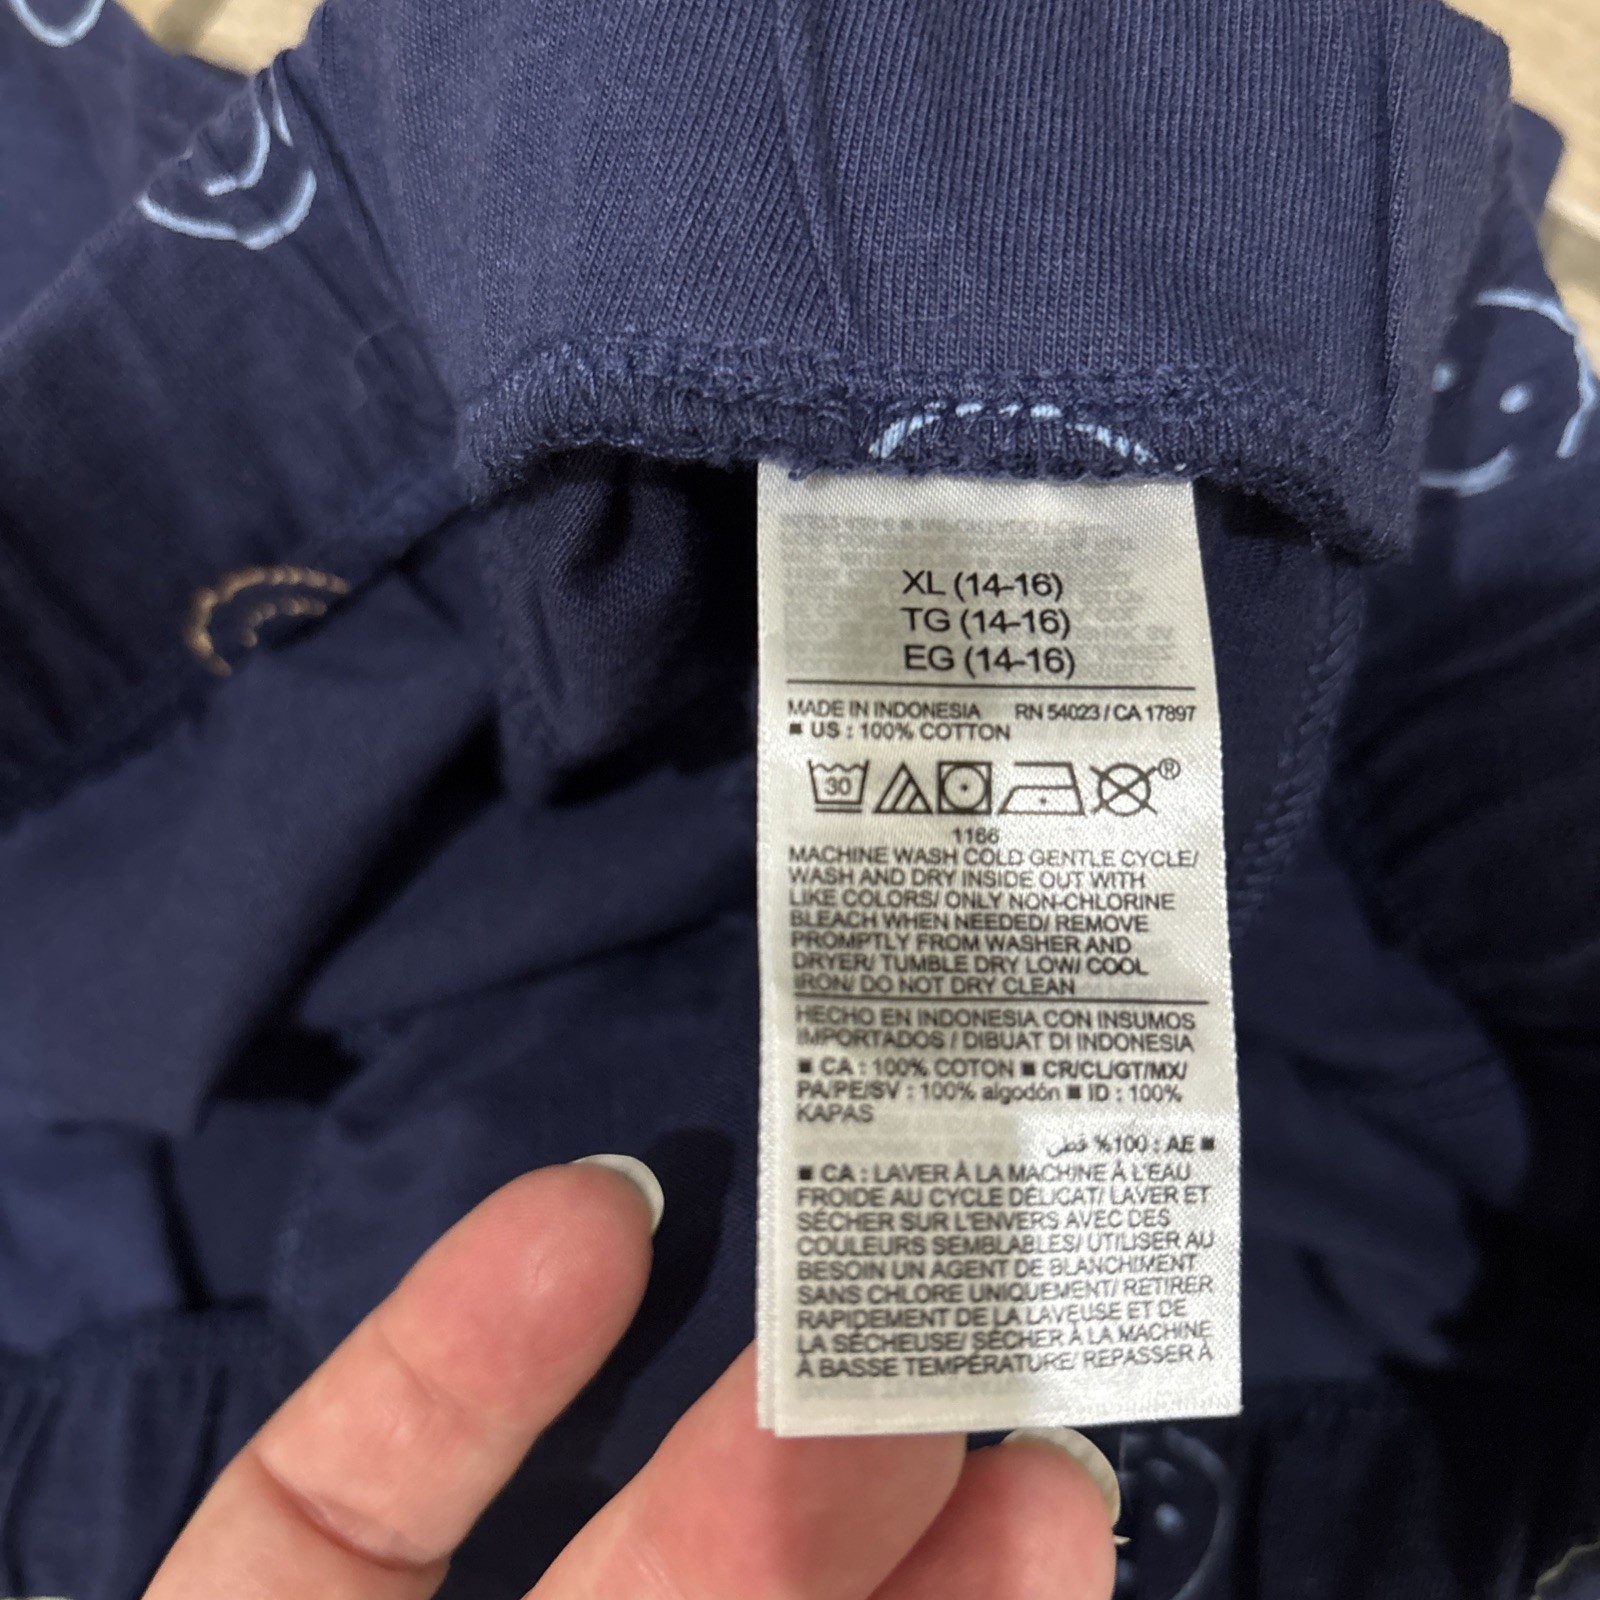 XL (14-16)
TG (14-16)
EG (14-16)
MADE IN INDONESIA RN 54023 / CA 17897
■ US : 100% COTTON
30
®
1166
MACHINE WASH COLD GENTLE CYCLE/
WASH AND DRY INSIDE OUT WITH
LIKE COLORS/ ONLY NON-CHLORINE
BLEACH WHEN NEEDED/ REMOVE
PROMPTLY FROM WASHER AND
DRYER/ TUMBLE DRY LOW/ COOL
IRON/ DO NOT DRY CLEAN
HECHO EN INDONESIA CON INSUMOS
IMPORTADOS / DIBUAT DI INDONESIA
■ CA : 100% COTON ■ CR/CL/GT/MX/
PA/PE/SV : 100% algodón ■ ID : 100%
KAPAS
■ AE : 100% قطن
■ CA : LAVER À LA MACHINE À L'EAU
FROIDE AU CYCLE DÉLICAT/ LAVER ET
SÉCHER SUR L'ENVERS AVEC DES
COULEURS SEMBLABLES/ UTILISER AU
BESOIN UN AGENT DE BLANCHIMENT
SANS CHLORE UNIQUEMENT/ RETIRER
RAPIDEMENT DE LA LAVEUSE ET DE
LA SÉCHEUSE/ SÉCHER À LA MACHINE
À BASSE TEMPÉRATURE/ REPASSER À